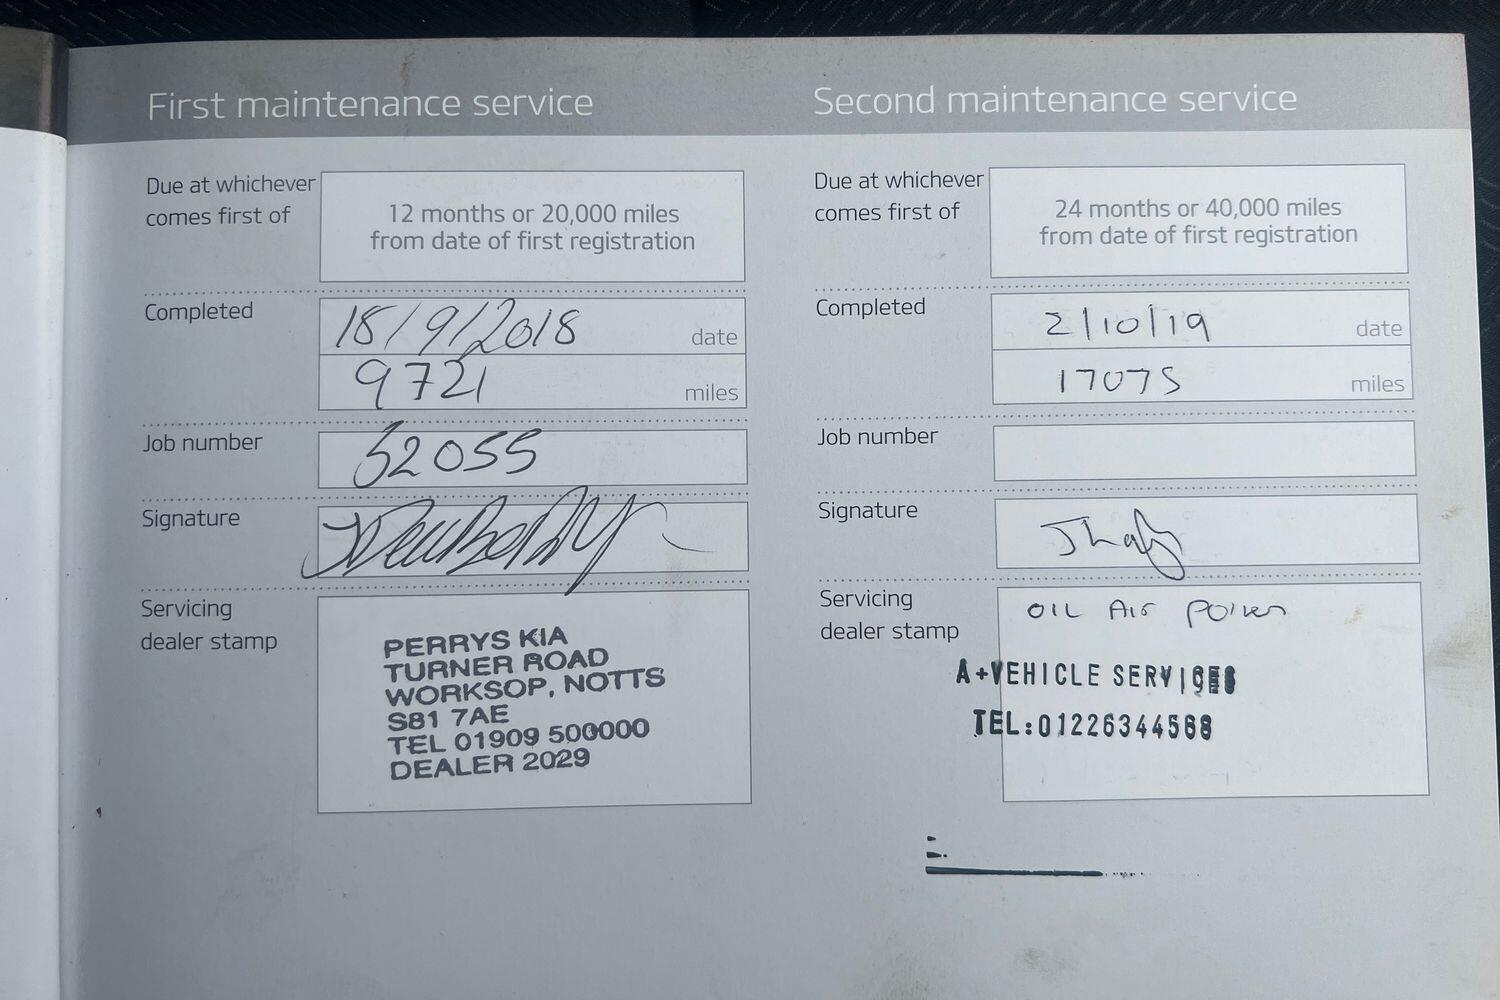 First maintenance service
Due at whichever
comes first of
12 months or 20,000 miles
from date of first registration
Completed
18/9/2018
date
9721
miles
Job number
52055
Signature
Servicing
dealer stamp
PERRYS KIA
TURNER ROAD
WORKSOP, NOTTS
S81 7AE
TEL 01909 500000
DEALER 2029
Second maintenance service
Due at whichever
comes first of
24 months or 40,000 miles
from date of first registration
Completed
2/10/19
date
17075
miles
Job number
Signature
Servicing
dealer stamp
OIL Air
A+VEHICLE SERVICES
TEL:01226344568